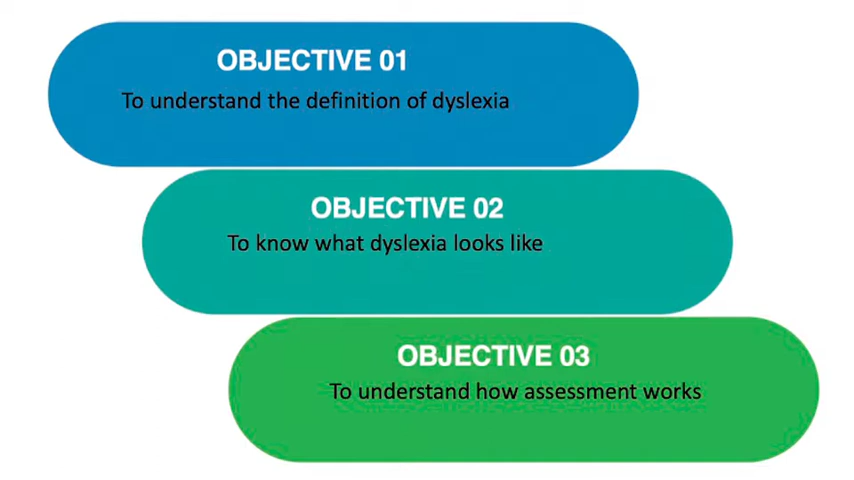 OBJECTIVE 01
To understand the definition of dyslexia
OBJECTIVE 02
To know what dyslexia looks like
OBJECTIVE 03
To understand how assessment works